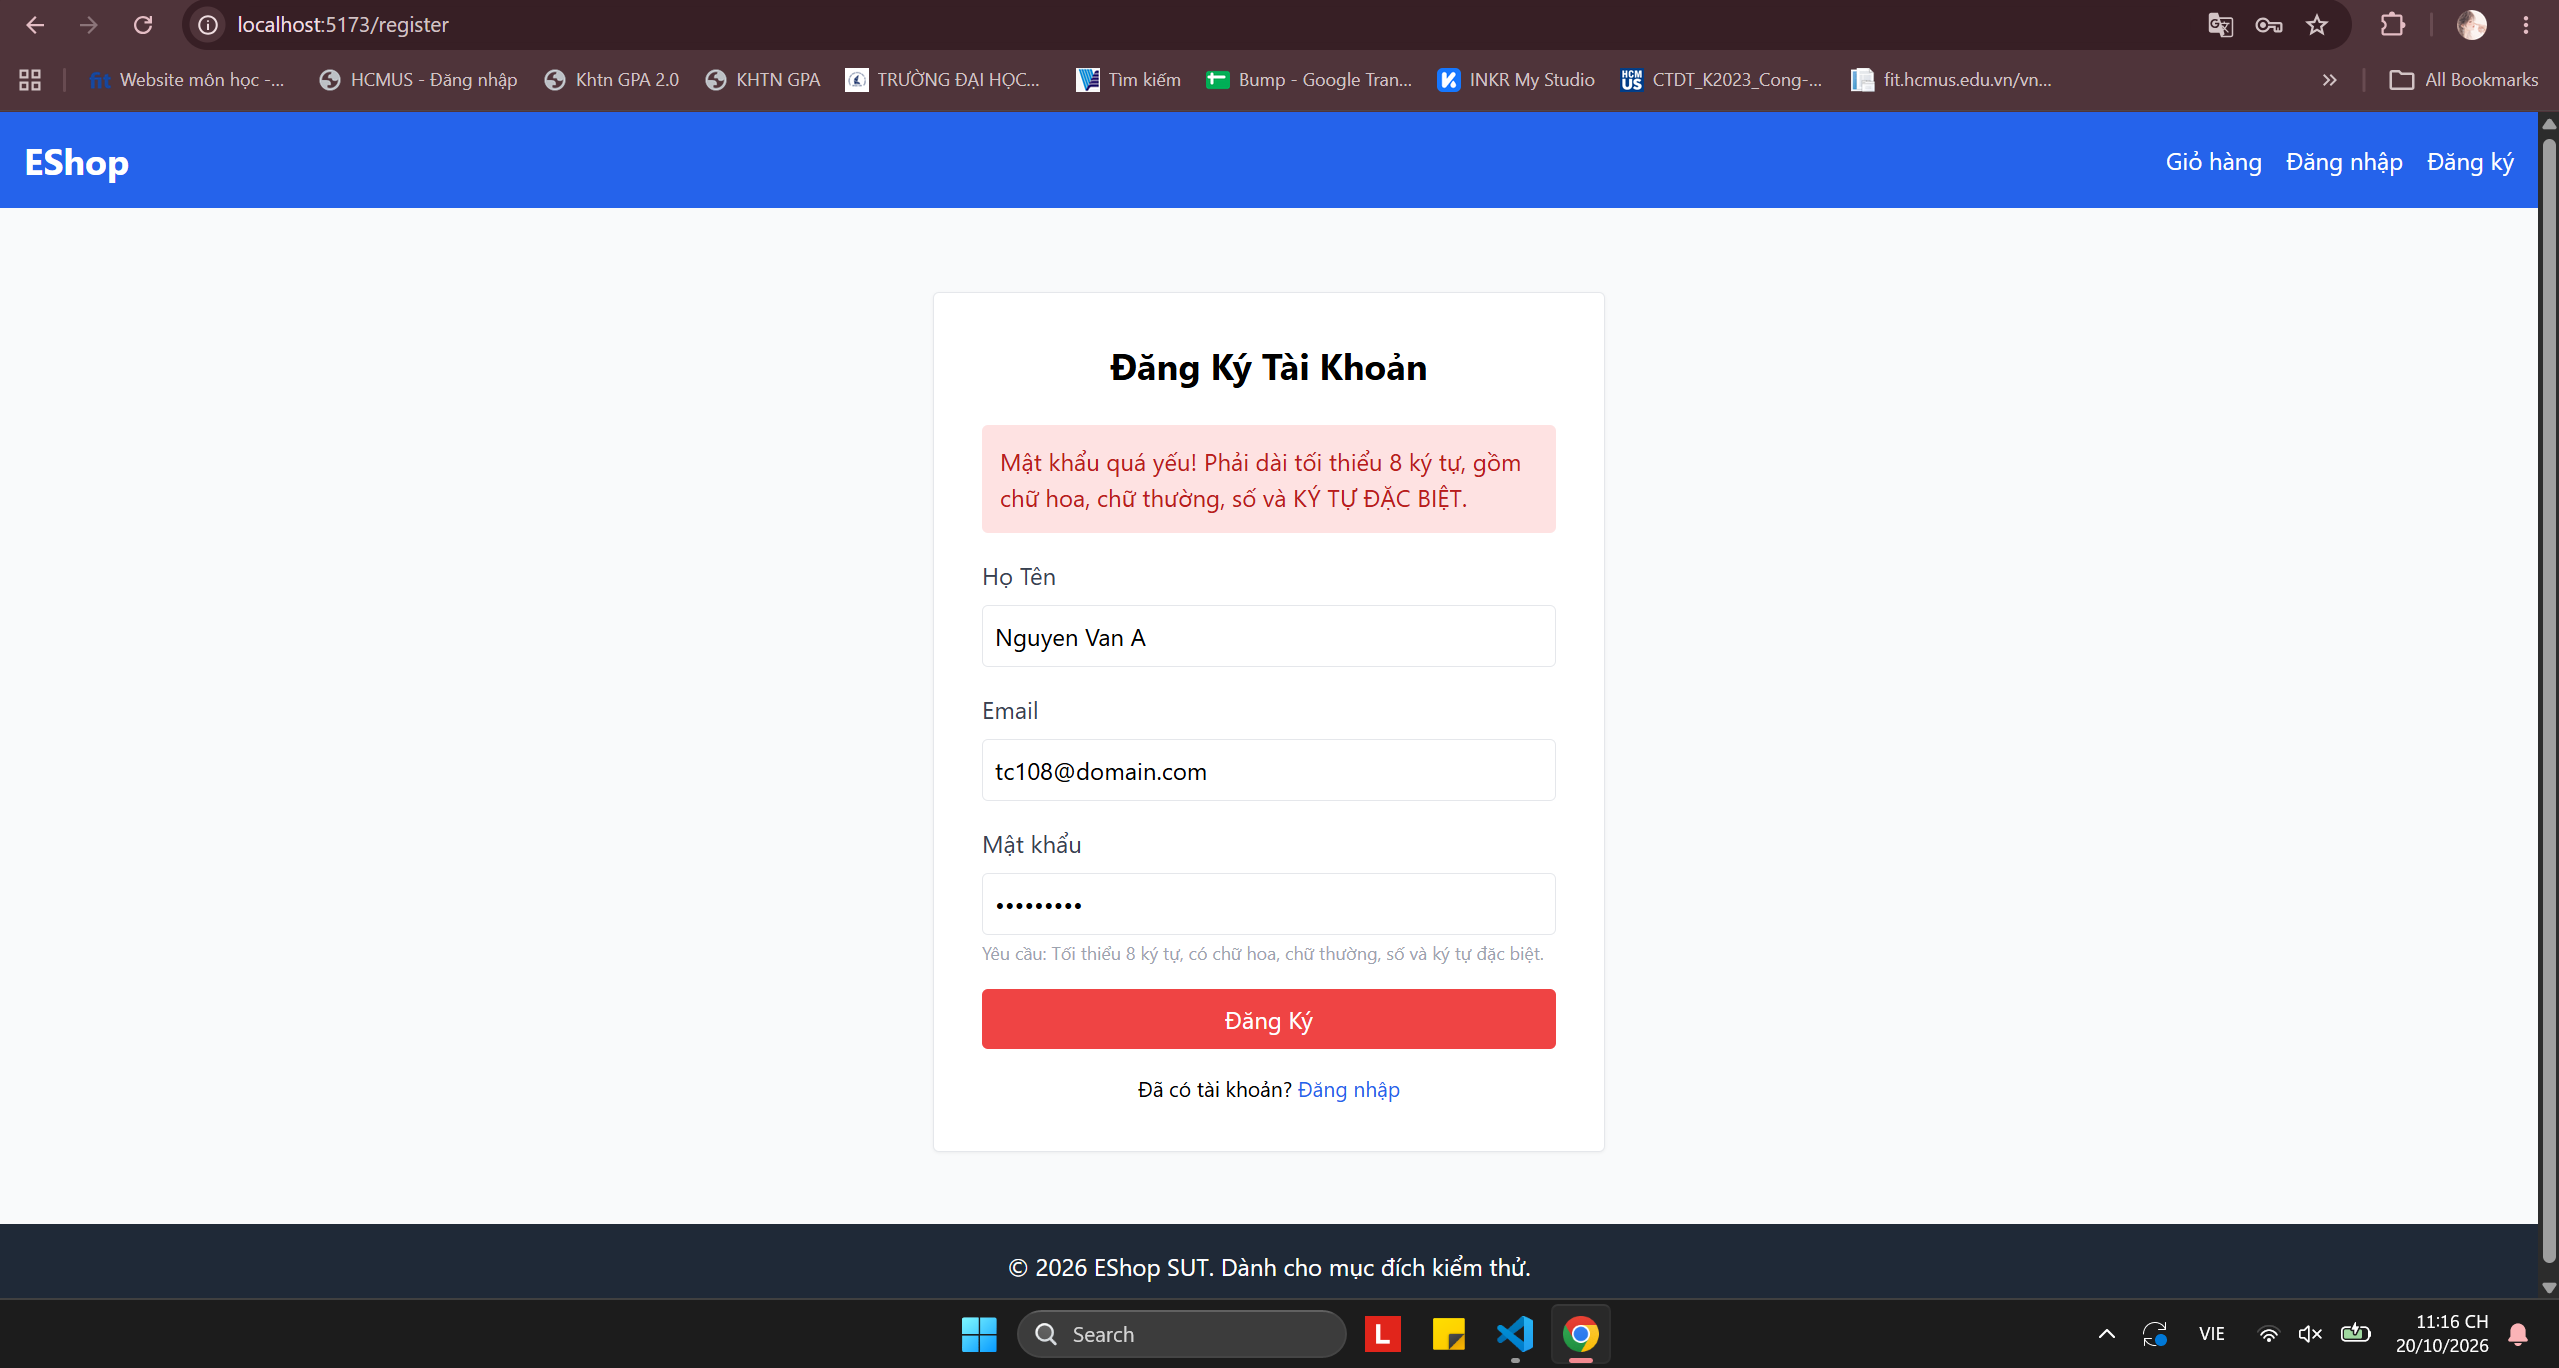 localhost:5173/register
fit Website môn học -...
HCMUS - Đăng nhập
Khtn GPA 2.0
KHTN GPA
TRƯỜNG ĐẠI HỌC...
Tìm kiếm
Bump - Google Tran...
INKR My Studio
HCM US CTDT_K2023_Cong-...
fit.hcmus.edu.vn/vn...
All Bookmarks
EShop
Giỏ hàng
Đăng nhập
Đăng ký
Đăng Ký Tài Khoản
Mật khẩu quá yếu! Phải dài tối thiểu 8 ký tự, gồm
chữ hoa, chữ thường, số và KÝ TỰ ĐẶC BIỆT.
Họ Tên
Nguyen Van A
Email
tc108@domain.com
Mật khẩu
•••••••••
Yêu cầu: Tối thiểu 8 ký tự, có chữ hoa, chữ thường, số và ký tự đặc biệt.
Đăng Ký
Đã có tài khoản? Đăng nhập
© 2026 EShop SUT. Dành cho mục đích kiểm thử.
Search
L
VIE
11:16 CH
20/10/2026